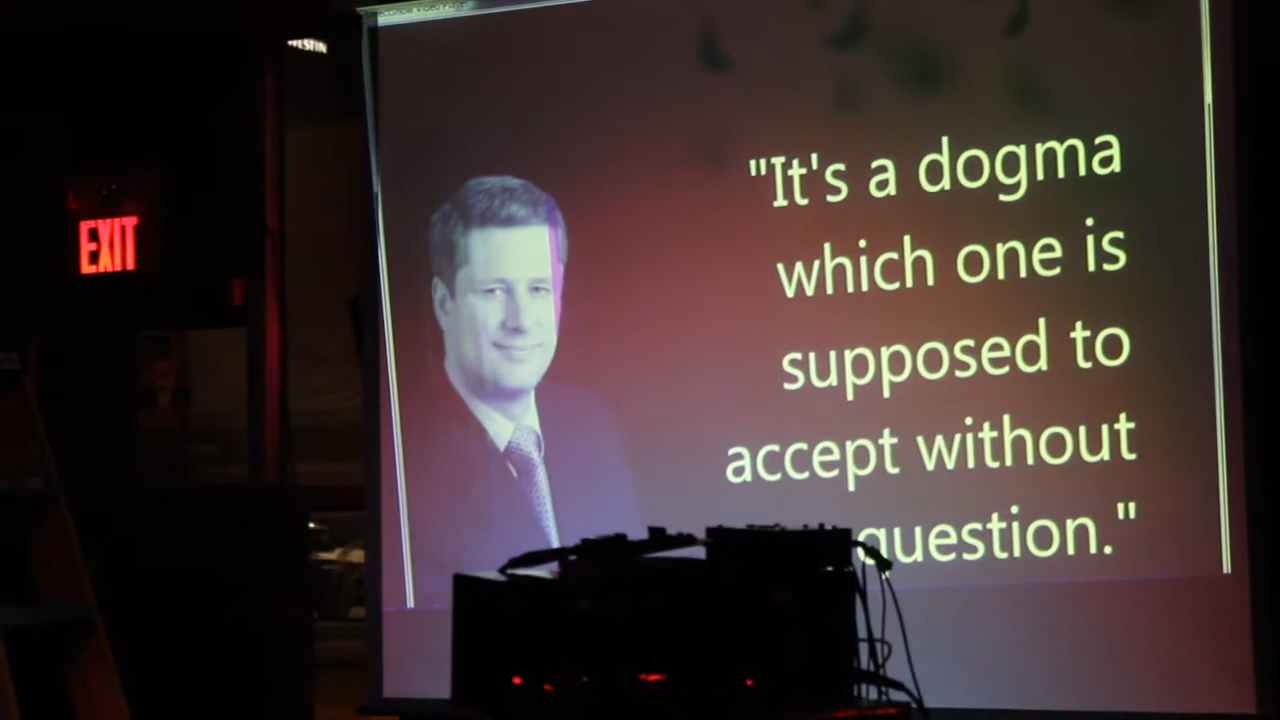 EXIT
"It's a dogma
which one is
supposed to
accept without
question."